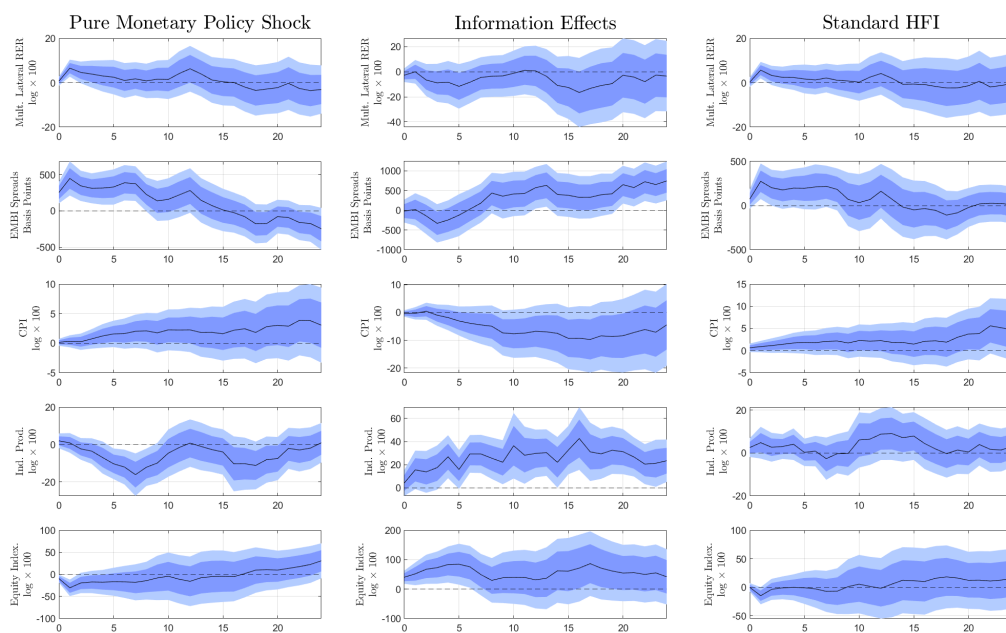 Pure Monetary Policy Shock
Information Effects
Standard HFI
Mult. Lateral RER
log × 100
20
0
-20
0 5 10 15 20
Mult. Lateral RER
log × 100
20
0
-20
-40
0 5 10 15 20
Mult. Lateral RER
log × 100
20
0
-20
0 5 10 15 20
EMBI Spreads
Basis Points
500
0
-500
0 5 10 15 20
EMBI Spreads
Basis Points
1000
500
0
-500
-1000
0 5 10 15 20
EMBI Spreads
Basis Points
500
0
-500
0 5 10 15 20
CPI
log × 100
10
5
0
-5
0 5 10 15 20
CPI
log × 100
10
0
-10
-20
0 5 10 15 20
CPI
log × 100
15
10
5
0
-5
0 5 10 15 20
Ind. Prod.
log × 100
0
-20
0 5 10 15 20
Ind. Prod.
log × 100
60
40
20
0
0 5 10 15 20
Ind. Prod.
log × 100
20
0
-20
0 5 10 15 20
Equity Index.
log × 100
100
50
0
-50
-100
0 5 10 15 20
Equity Index.
log × 100
200
100
0
-100
0 5 10 15 20
Equity Index.
log × 100
100
50
0
-50
0 5 10 15 20